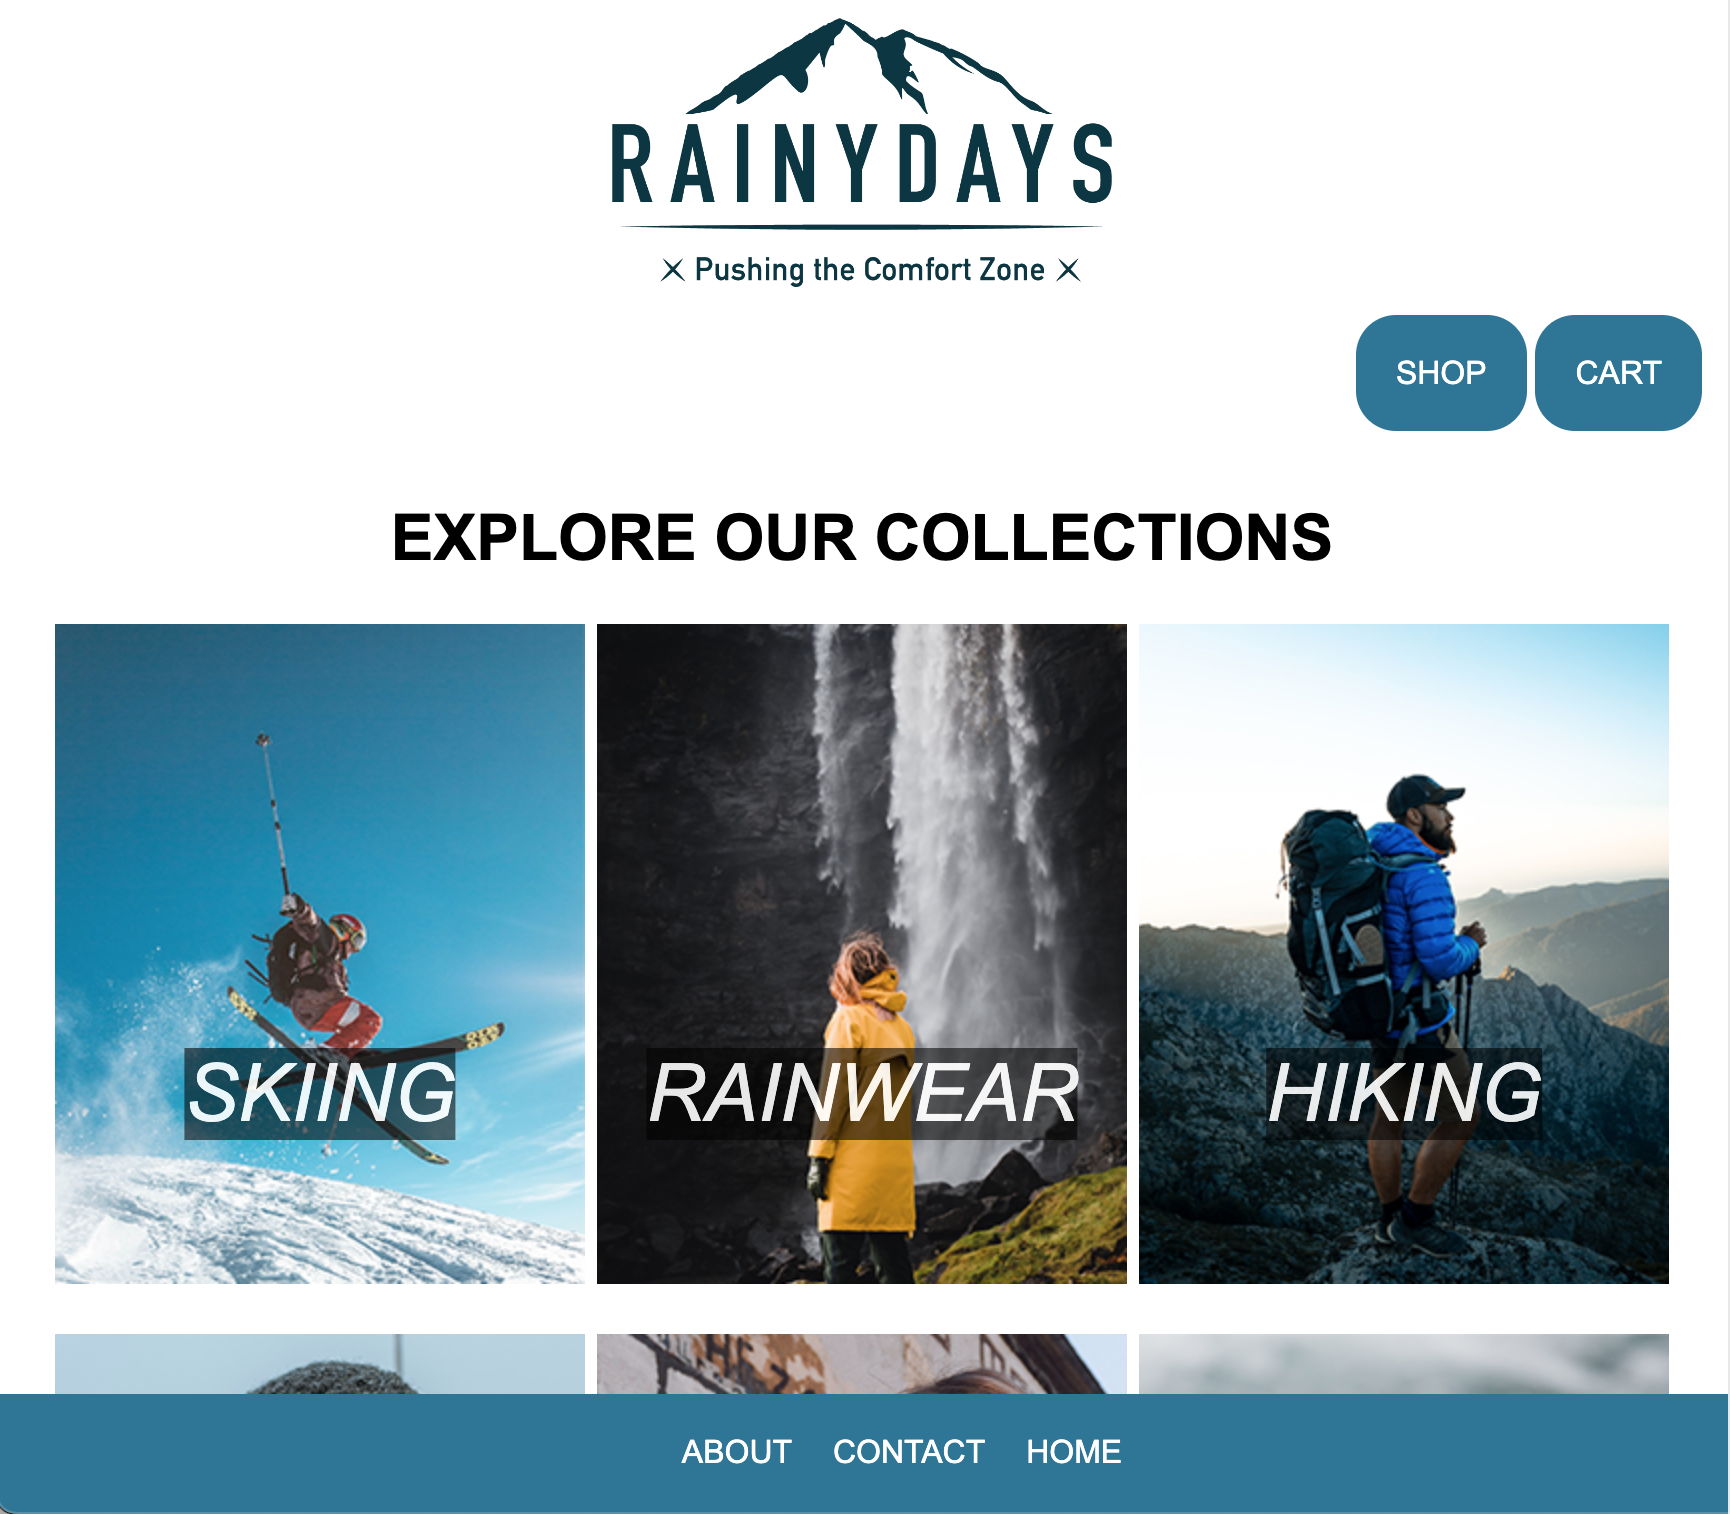 RAINYDAYS
Pushing the Comfort Zone
SHOP CART
EXPLORE OUR COLLECTIONS
SKIING RAINWEAR HIKING
ABOUT CONTACT HOME